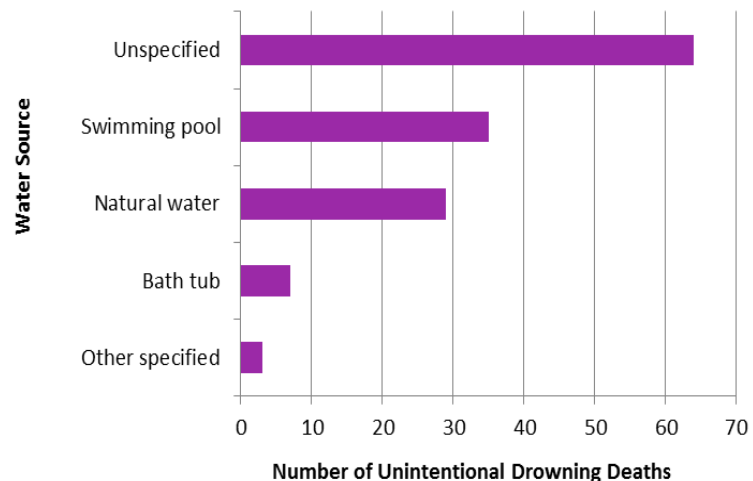 Water Source
Unspecified
Swimming pool
Natural water
Bath tub
Other specified
0 10 20 30 40 50 60 70
Number of Unintentional Drowning Deaths